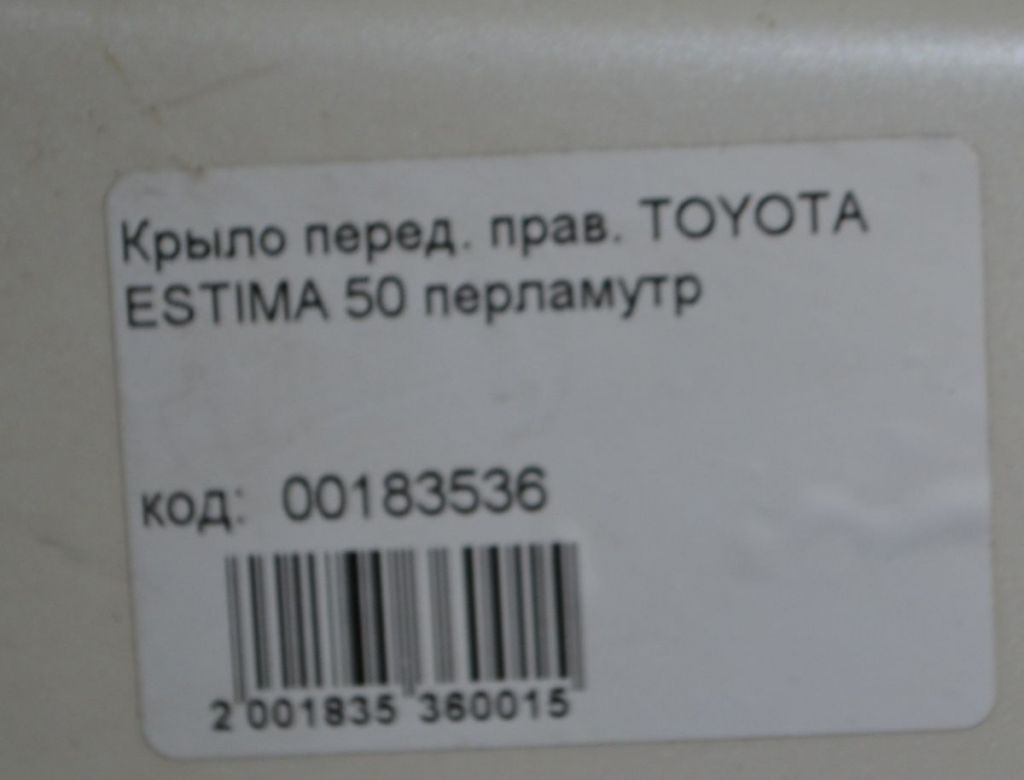 Крыло перед. прав. TOYOTA
ESTIMA 50 перламутр
код: 00183536
2 001835 360015